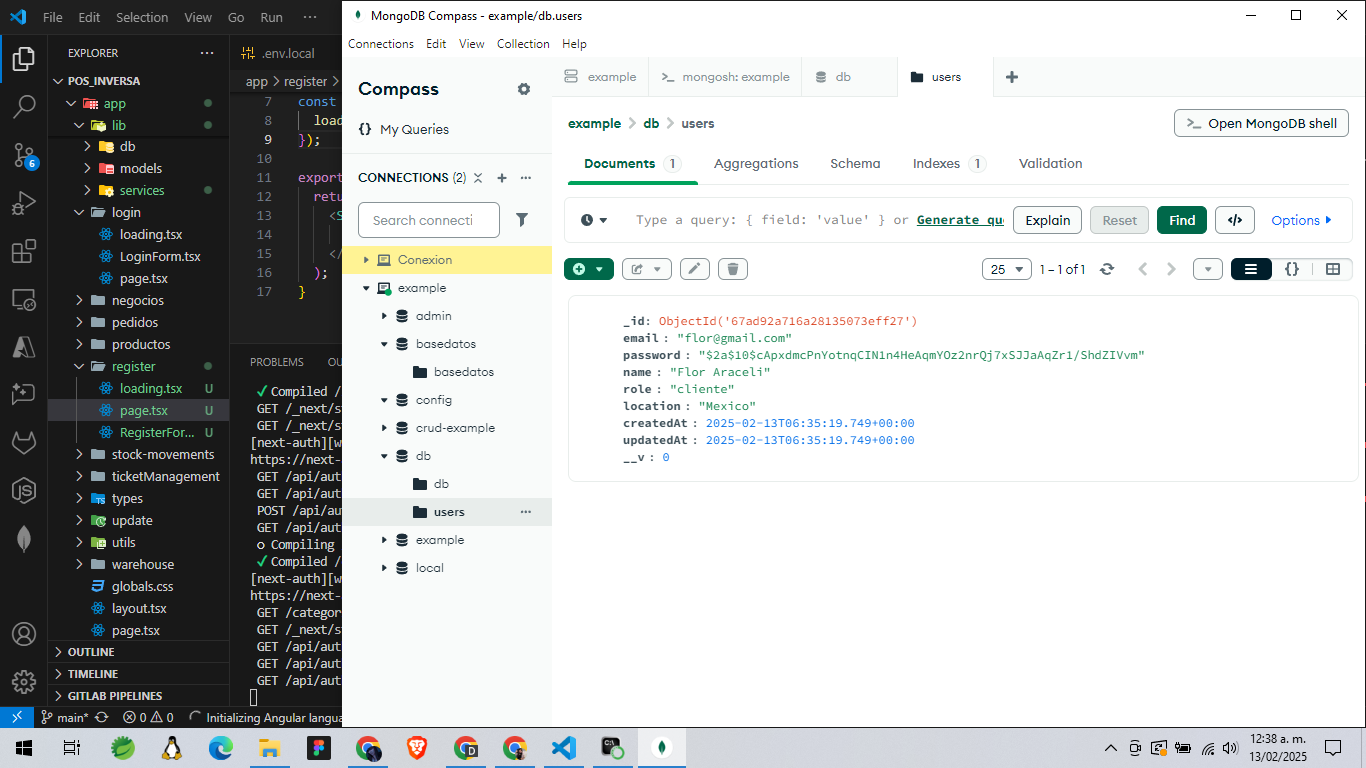 File Edit Selection View Go Run ···
EXPLORER ···
POS_INVERSA
app
lib
db
models
services
login
loading.tsx
LoginForm.tsx
page.tsx
negocios
pedidos
productos
register
loading.tsx U
page.tsx U
RegisterFor... U
stock-movements
ticketManagement
types
update
utils
warehouse
globals.css
layout.tsx
page.tsx
OUTLINE
TIMELINE
GITLAB PIPELINES
6
.env.local
app > register >
7 const
8 load
9 });
10
11 export
12 retu
13 <S
14
15 </
16 );
17 }
PROBLEMS
✓ Compiled /
GET /_next/st
GET /_next/st
[next-auth][w
https://next-
GET /api/aut
GET /api/aut
POST /api/au
GET /api/aut
○ Compiling
✓ Compiled /
[next-auth][w
https://next-
GET /categor
GET /_next/st
GET /api/aut
GET /api/aut
GET /api/aut
main* 0 0 Initializing Angular langua
MongoDB Compass - example/db.users
Connections Edit View Collection Help
Compass
{} My Queries
CONNECTIONS (2)
Search connecti
Conexion
example
admin
basedatos
basedatos
config
crud-example
db
db
users ···
example
local
example >_ mongosh: example db users +
example > db > users
>_ Open MongoDB shell
Documents 1 Aggregations Schema Indexes 1 Validation
Type a query: { field: 'value' } or Generate qu Explain Reset Find </> Options
25 1 – 1 of 1 {}
_id: ObjectId('67ad92a716a28135073eff27')
email : "flor@gmail.com"
password : "$2a$10$cApxdmcPnYotnqCIN1n4HeAqmYOz2nrQj7xSJJaAqZr1/ShdZIVvm"
name : "Flor Araceli"
role : "cliente"
location : "Mexico"
createdAt : 2025-02-13T06:35:19.749+00:00
updatedAt : 2025-02-13T06:35:19.749+00:00
__v : 0
12:38 a. m.
13/02/2025